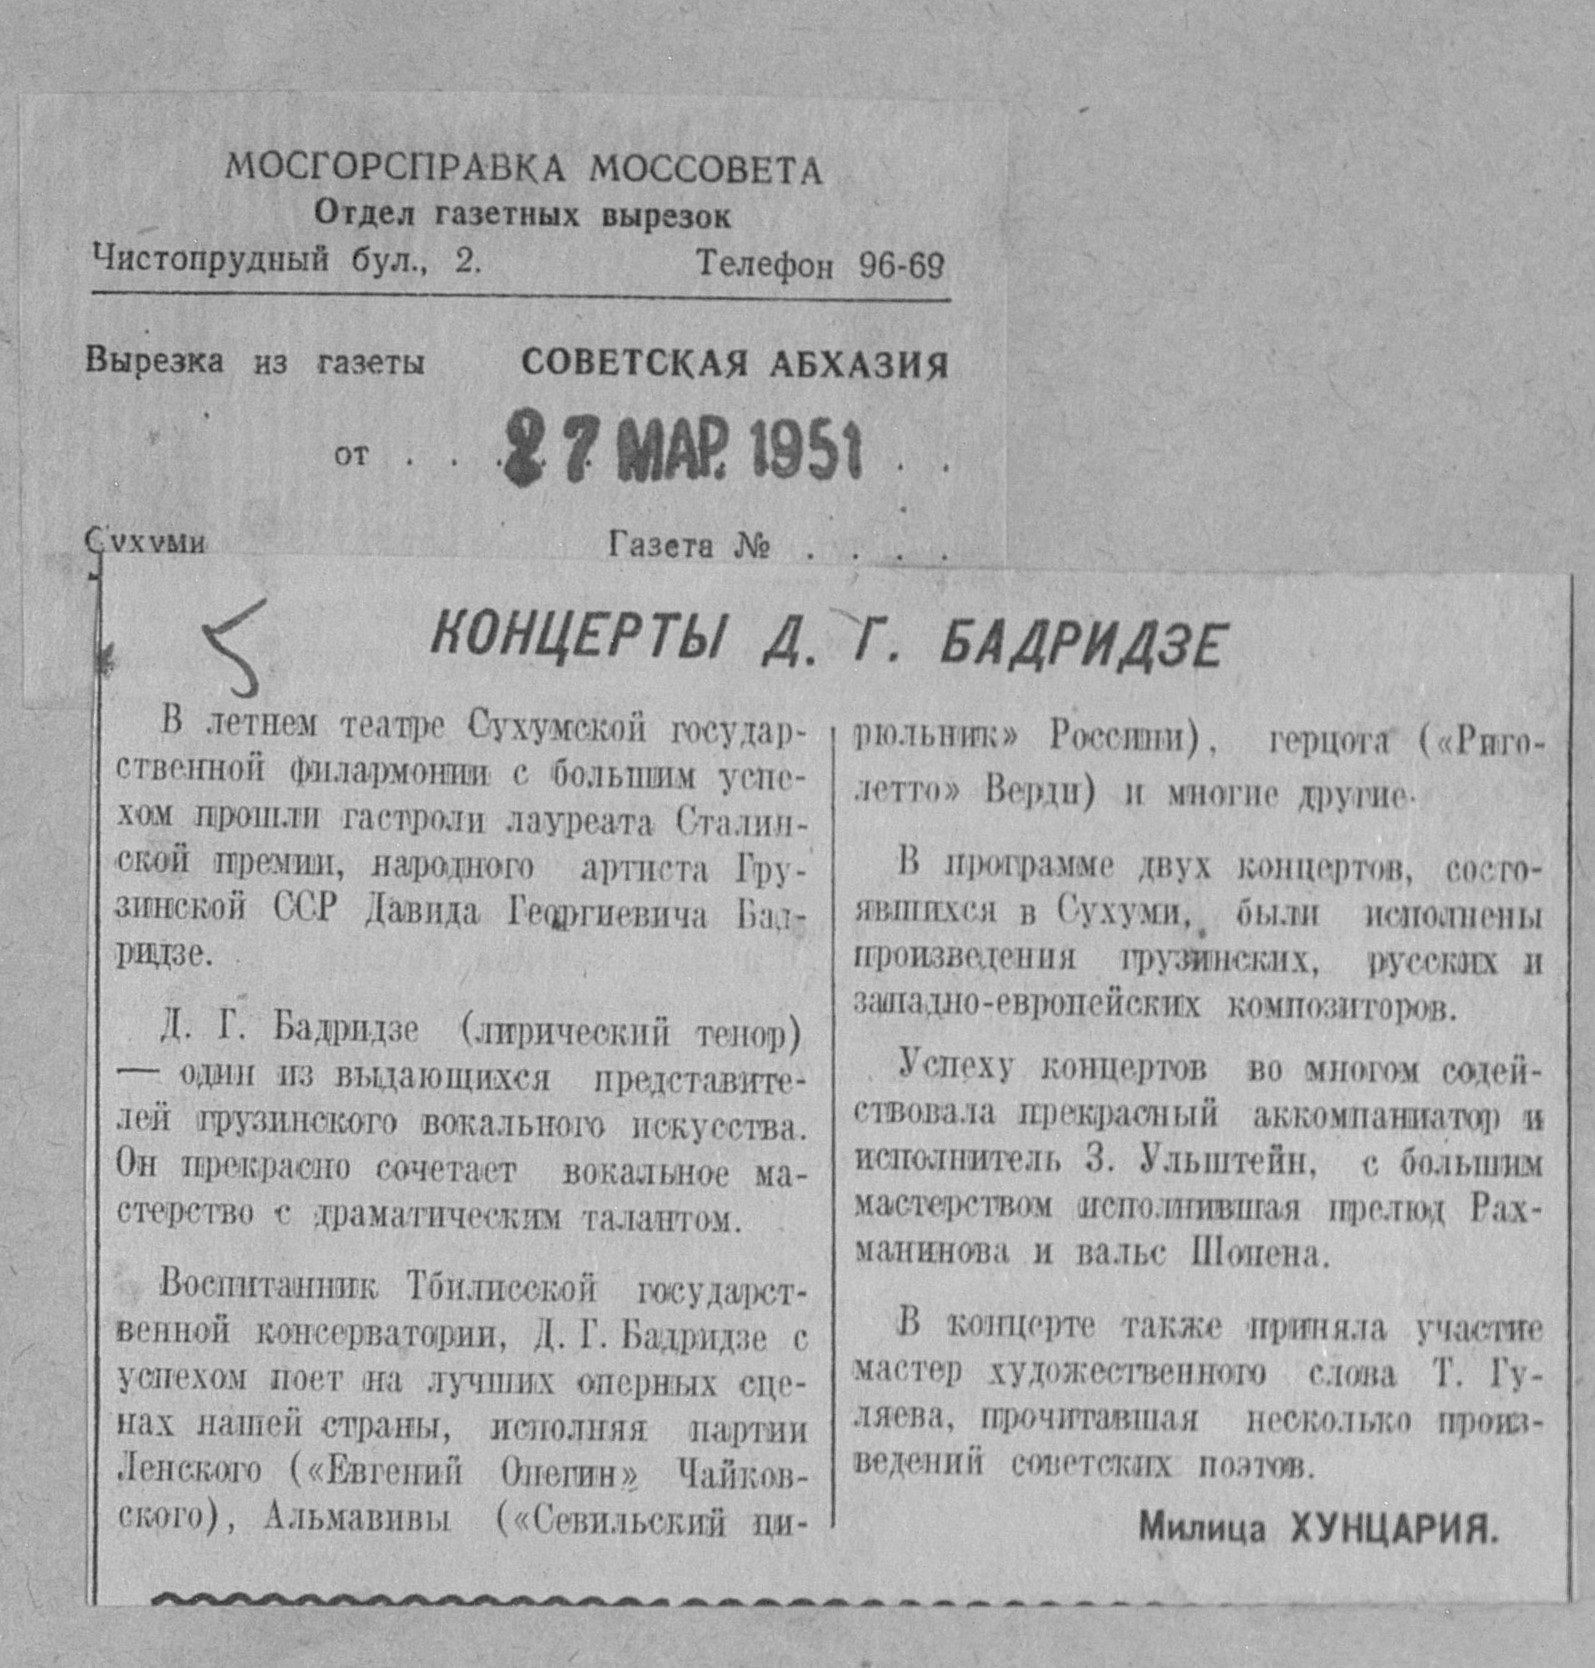 МОСГОРСПРАВКА МОССОВЕТА
Отдел газетных вырезок
Чистопрудный бул., 2. Телефон 96-69
Вырезка из газеты СОВЕТСКАЯ АБХАЗИЯ
от . . . 27 МАР. 1951 . .
Сухуми Газета № . . . .
КОНЦЕРТЫ Д. Г. БАДРИДЗЕ
В летнем театре Сухумской государ-
ственной филармонии с большим успе-
хом прошли гастроли лауреата Сталин-
ской премии, народного артиста Гру-
зинской ССР Давида Георгиевича Бад-
ридзе.
Д. Г. Бадридзе (лирический тенор)
— один из выдающихся представите-
лей грузинского вокального искусства.
Он прекрасно сочетает вокальное ма-
стерство с драматическим талантом.
Воспитанник Тбилисской государст-
венной консерватории, Д. Г. Бадридзе с
успехом поет на лучших оперных сце-
нах нашей страны, исполняя партии
Ленского («Евгений Онегин» Чайков-
ского), Альмавивы («Севильский ци-
рюльник» Россини), герцога («Риго-
летто» Верди) и многие другие.
В программе двух концертов, состо-
явшихся в Сухуми, были исполнены
произведения грузинских, русских и
западно-европейских композиторов.
Успеху концертов во многом содей-
ствовала прекрасный аккомпаниатор и
исполнитель З. Ульштейн, с большим
мастерством исполнившая прелюд Рах-
манинова и вальс Шопена.
В концерте также приняла участие
мастер художественного слова Т. Гу-
ляева, прочитавшая несколько произ-
ведений советских поэтов.
Милица ХУНЦАРИЯ.